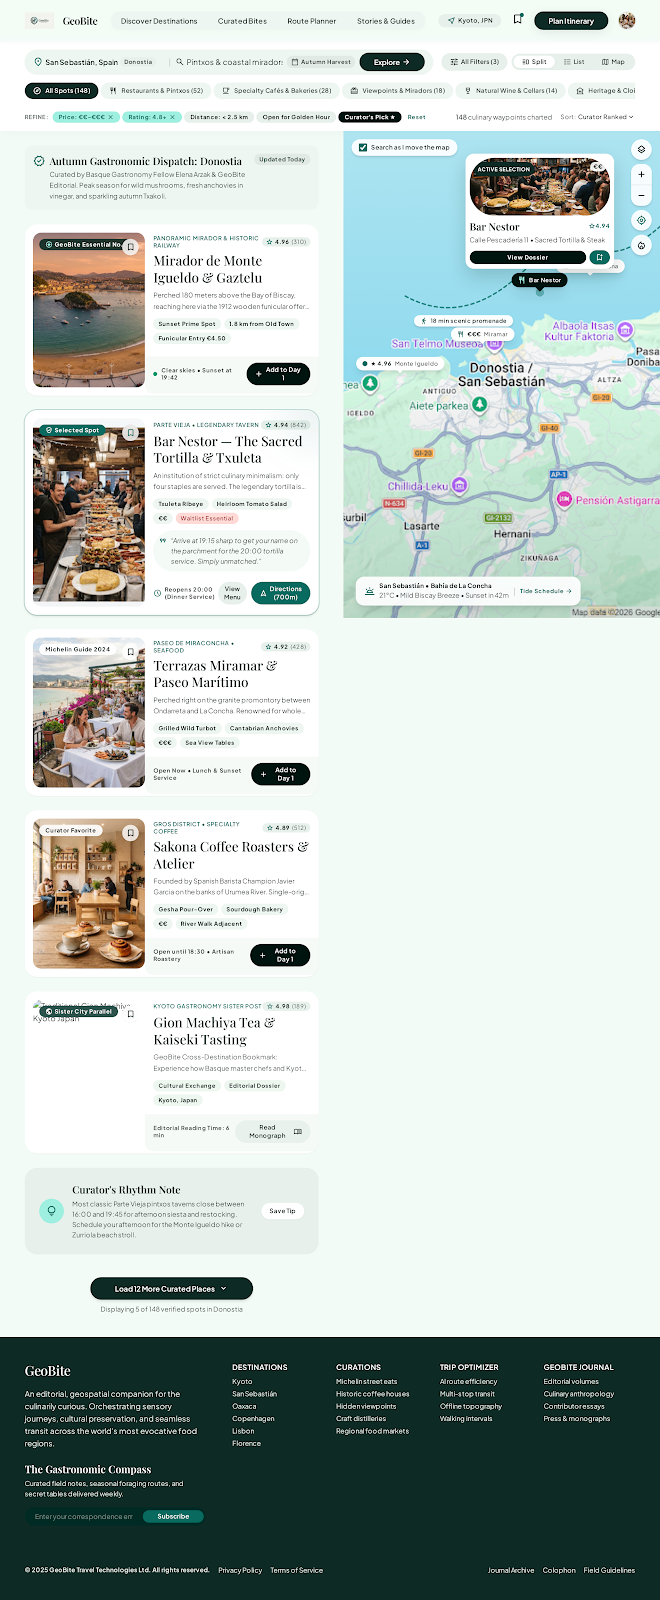 GeoBite
Discover Destinations
Curated Bites
Route Planner
Stories & Guides
Kyoto, JPN
Plan Itinerary
San Sebastián, Spain
Donostia
Pintxos & coastal mirador
Autumn Harvest
Explore →
All Filters (3)
Split
List
Map
All Spots (148)
Restaurants & Pintxos (52)
Specialty Cafés & Bakeries (28)
Viewpoints & Miradors (18)
Natural Wine & Cellars (14)
Heritage & Cloi
REFINE:
Price: €€–€€€ ✕
Rating: 4.8+ ✕
Distance: < 2.5 km
Open for Golden Hour
Curator's Pick ★
Reset
148 culinary waypoints charted
Sort: Curator Ranked
Autumn Gastronomic Dispatch: Donostia
Updated Today
Curated by Basque Gastronomy Fellow Elena Arzak & GeoBite
Editorial. Peak season for wild mushrooms, fresh anchovies in
vinegar, and sparkling autumn Txakoli.
GeoBite Essential No.
PANORAMIC MIRADOR & HISTORIC
RAILWAY
4.96 (310)
Mirador de Monte
Igueldo & Gaztelu
Perched 180 meters above the Bay of Biscay,
reaching here via the 1912 wooden funicular offer...
Sunset Prime Spot
1.8 km from Old Town
Funicular Entry €4.50
Clear skies • Sunset at
19:42
+ Add to Day
1
Selected Spot
PARTE VIEJA • LEGENDARY TAVERN
4.94 (842)
Bar Nestor — The Sacred
Tortilla & Txuleta
An institution of strict culinary minimalism: only
four staples are served. The legendary tortilla is...
Txuleta Ribeye
Heirloom Tomato Salad
€€
Waitlist Essential
"Arrive at 19:15 sharp to get your name on
the parchment for the 20:00 tortilla
service. Simply unmatched."
Reopens 20:00
(Dinner Service)
View
Menu
Directions
(700m)
Michelin Guide 2024
PASEO DE MIRACONCHA •
SEAFOOD
4.92 (428)
Terrazas Miramar &
Paseo Marítimo
Perched right on the granite promontory between
Ondarreta and La Concha. Renowned for whole...
Grilled Wild Turbot
Cantabrian Anchovies
€€€
Sea View Tables
Open Now • Lunch & Sunset
Service
+ Add to
Day 1
Curator Favorite
GROS DISTRICT • SPECIALTY
COFFEE
4.89 (512)
Sakona Coffee Roasters &
Atelier
Founded by Spanish Barista Champion Javier
García on the banks of Urumea River. Single-orig...
Gesha Pour-Over
Sourdough Bakery
€€
River Walk Adjacent
Open until 18:30 • Artisan
Roastery
+ Add to
Day 1
Kyoto Japan
Sister City Parallel
KYOTO GASTRONOMY SISTER POST
4.98 (189)
Gion Machiya Tea &
Kaiseki Tasting
GeoBite Cross-Destination Bookmark:
Experience how Basque master chefs and Kyot...
Cultural Exchange
Editorial Dossier
Kyoto, Japan
Editorial Reading Time: 6
min
Read
Monograph
Curator's Rhythm Note
Most classic Parte Vieja pintxos taverns close between
16:00 and 19:45 for afternoon siesta and restocking.
Schedule your afternoon for the Monte Igueldo hike or
Zurriola beach stroll.
Save Tip
Load 12 More Curated Places
Displaying 5 of 148 verified spots in Donostia
Search as I move the map
ACTIVE SELECTION
€€
Bar Nestor
4.94
Calle Pescadería 11 • Sacred Tortilla & Steak
View Dossier
Bar Nestor
18 min scenic promenade
€€€ Miramar
San Telmo Museoa
Albaola Itsas
Kultur Faktoria
Pasa
Doniba
★ 4.96 Monte Igueldo
Donostia /
San Sebastián
ALTZA
ANTIGUO
GI-20
IGELDO
Aiete parkea
GI-40
GI-20
AP-1
Chillida Leku
Pensión Astigarra
N-634
GI-2132
Lasarte
Hernani
A-1
ZIKUÑAGA
San Sebastián • Bahía de La Concha
21°C • Mild Biscay Breeze • Sunset in 42m
Tide Schedule →
Map data ©2026 Google
GeoBite
An editorial, geospatial companion for the
culinarily curious. Orchestrating sensory
journeys, cultural preservation, and seamless
transit across the world's most evocative food
regions.
The Gastronomic Compass
Curated field notes, seasonal foraging routes, and
secret tables delivered weekly.
Enter your correspondence em
Subscribe
DESTINATIONS
Kyoto
San Sebastián
Oaxaca
Copenhagen
Lisbon
Florence
CURATIONS
Michelin street eats
Historic coffee houses
Hidden viewpoints
Craft distilleries
Regional food markets
TRIP OPTIMIZER
AI route efficiency
Multi-stop transit
Offline topography
Walking intervals
GEOBITE JOURNAL
Editorial volumes
Culinary anthropology
Contributor essays
Press & monographs
© 2025 GeoBite Travel Technologies Ltd. All rights reserved.
Privacy Policy
Terms of Service
Journal Archive
Colophon
Field Guidelines